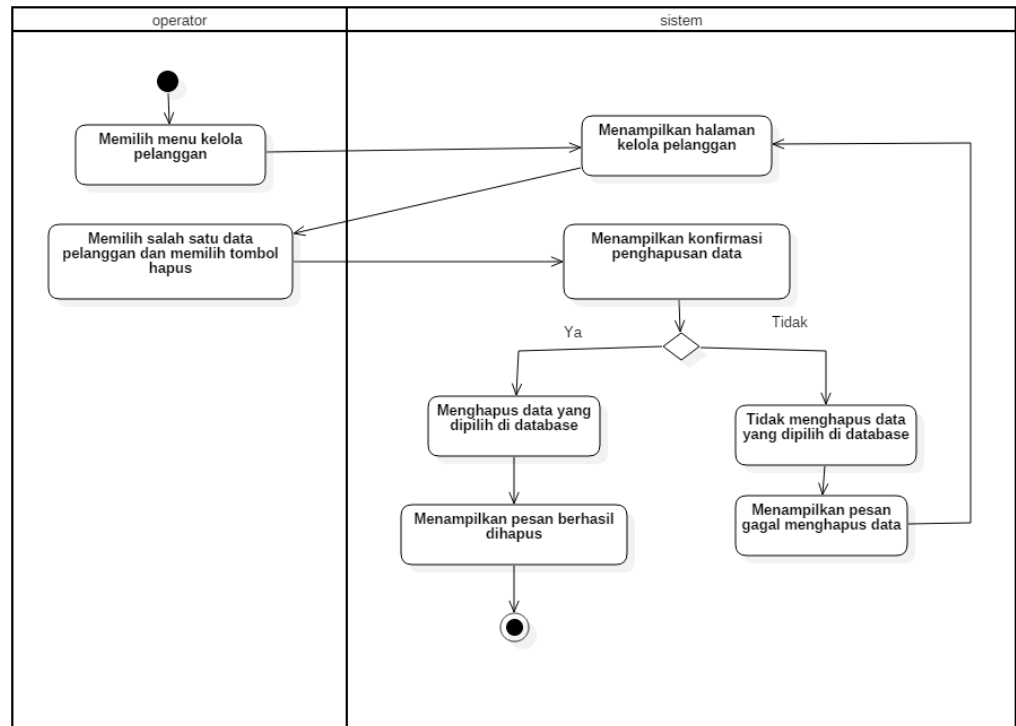 operator
sistem
Memilih menu kelola
pelanggan
Menampilkan halaman
kelola pelanggan
Memilih salah satu data
pelanggan dan memilih tombol
hapus
Menampilkan konfirmasi
penghapusan data
Ya
Tidak
Menghapus data yang
dipilih di database
Tidak menghapus data
yang dipilih di database
Menampilkan pesan berhasil
dihapus
Menampilkan pesan
gagal menghapus data